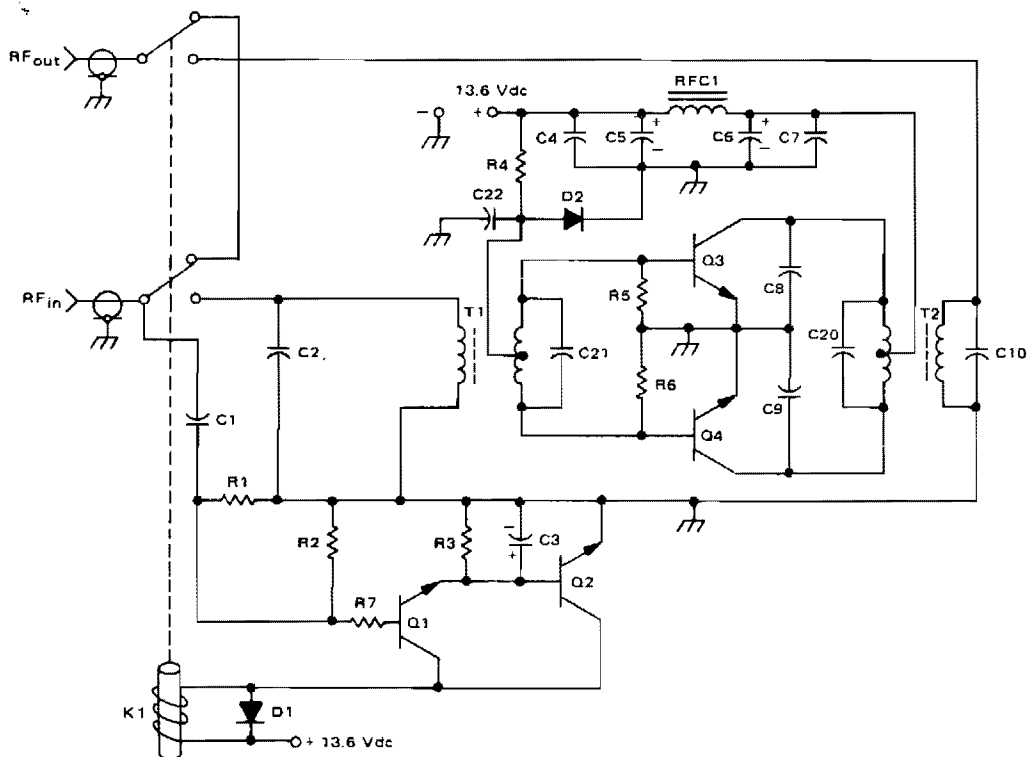 RFout
13.6 Vdc
RFC1
-
+
+
+
C4
C5
C6
C7
-
-
R4
C22
D2
Q3
C8
RFin
R5
T1
T2
C2
C21
C20
C10
R6
C9
C1
Q4
R1
R2
R3
-
C3
+
Q2
R7
Q1
K1
D1
+ 13.6 Vdc